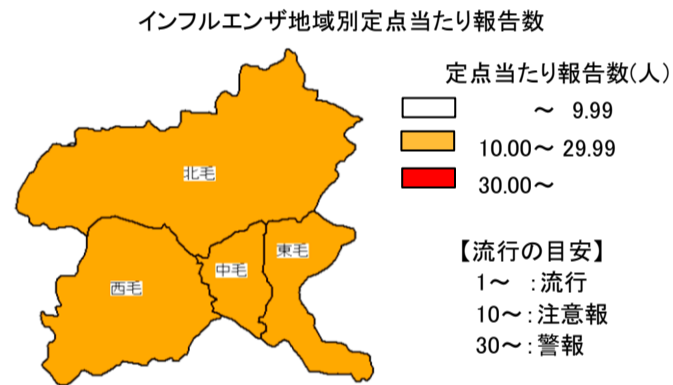 インフルエンザ地域別定点当たり報告数
定点当たり報告数(人)
～ 9.99
10.00～ 29.99
30.00～
北毛
東毛
中毛
西毛
【流行の目安】
1～ ：流行
10～：注意報
30～：警報